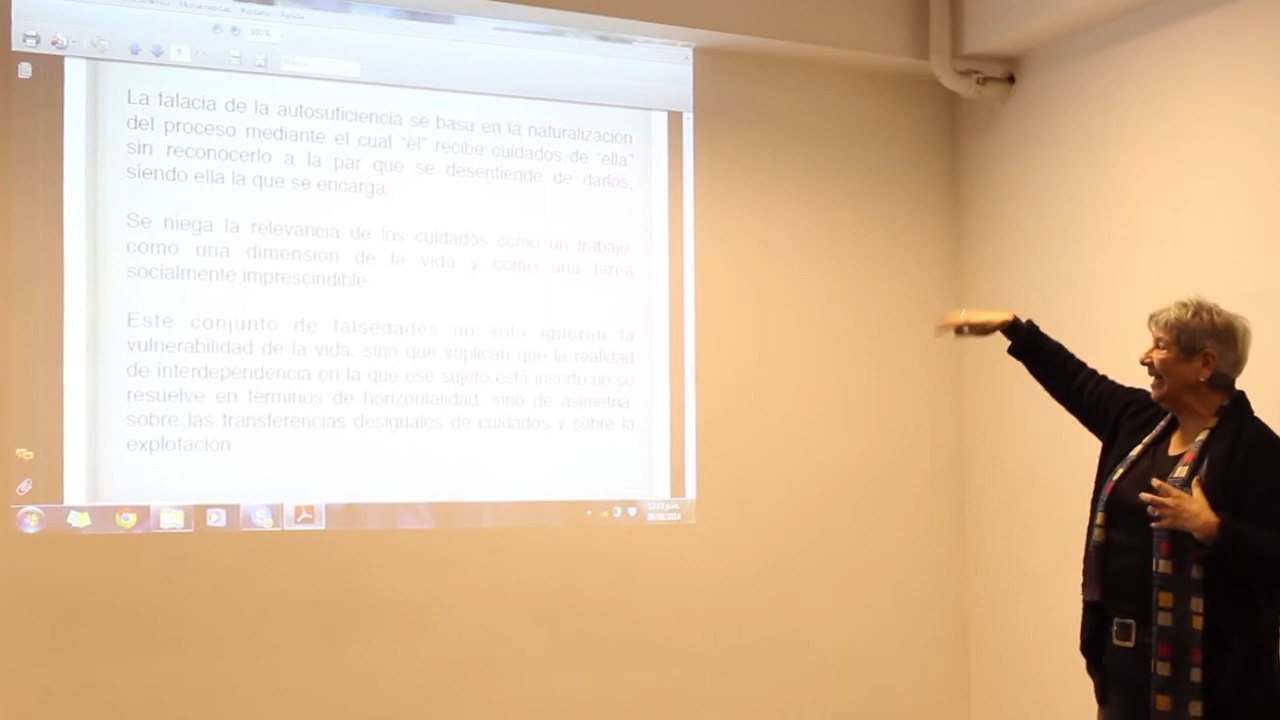 Ayuda
100%
La falacia de la autosuficiencia se basa en la naturalización
del proceso mediante el cual "él" recibe cuidados de "ella"
sin reconocerlo a la par que se desentiende de darlos,
siendo ella la que se encarga.
Se niega la relevancia de los cuidados como un trabajo,
como una dimensión de la vida y como una tarea
socialmente imprescindible
Este conjunto de falsedades no solo ignoran la
vulnerabilidad de la vida, sino que implican que la realidad
de interdependencia en la que ese sujeto está inserto no se
resuelve en términos de horizontalidad, sino de asimetría,
sobre las transferencias desiguales de cuidados y sobre la
explotación